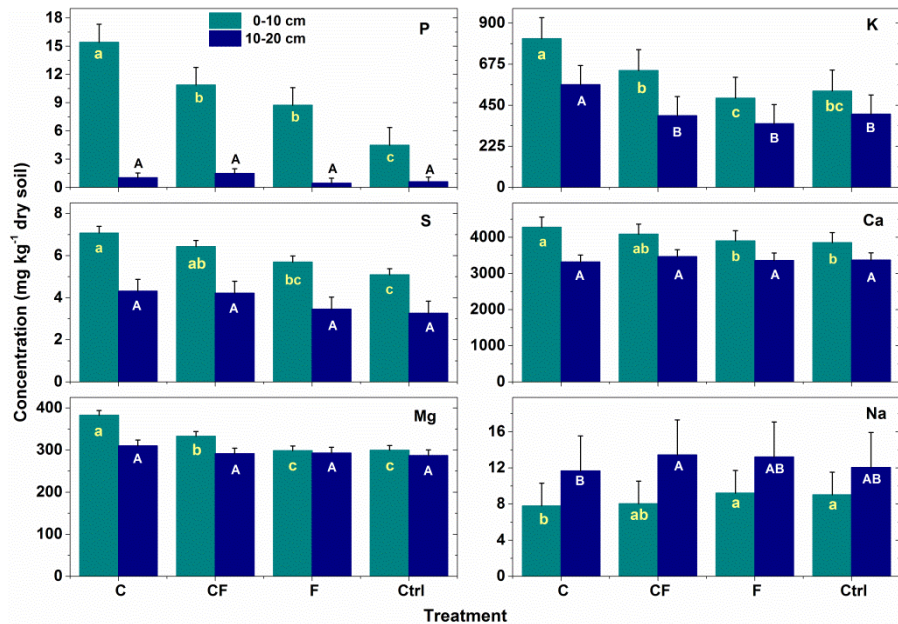 Concentration (mg kg⁻¹ dry soil)
0-10 cm
10-20 cm
P
18
15
12
9
6
3
0
a
A
b
A
b
A
c
A
K
900
675
450
225
0
a
A
b
B
c
B
bc
B
S
8
6
4
2
0
a
A
ab
A
bc
A
c
A
Ca
4000
3000
2000
1000
0
a
A
ab
A
b
A
b
A
Mg
400
300
200
100
0
a
A
b
A
c
A
c
A
C
CF
F
Ctrl
Na
16
12
8
4
0
b
B
ab
A
a
AB
a
AB
C
CF
F
Ctrl
Treatment